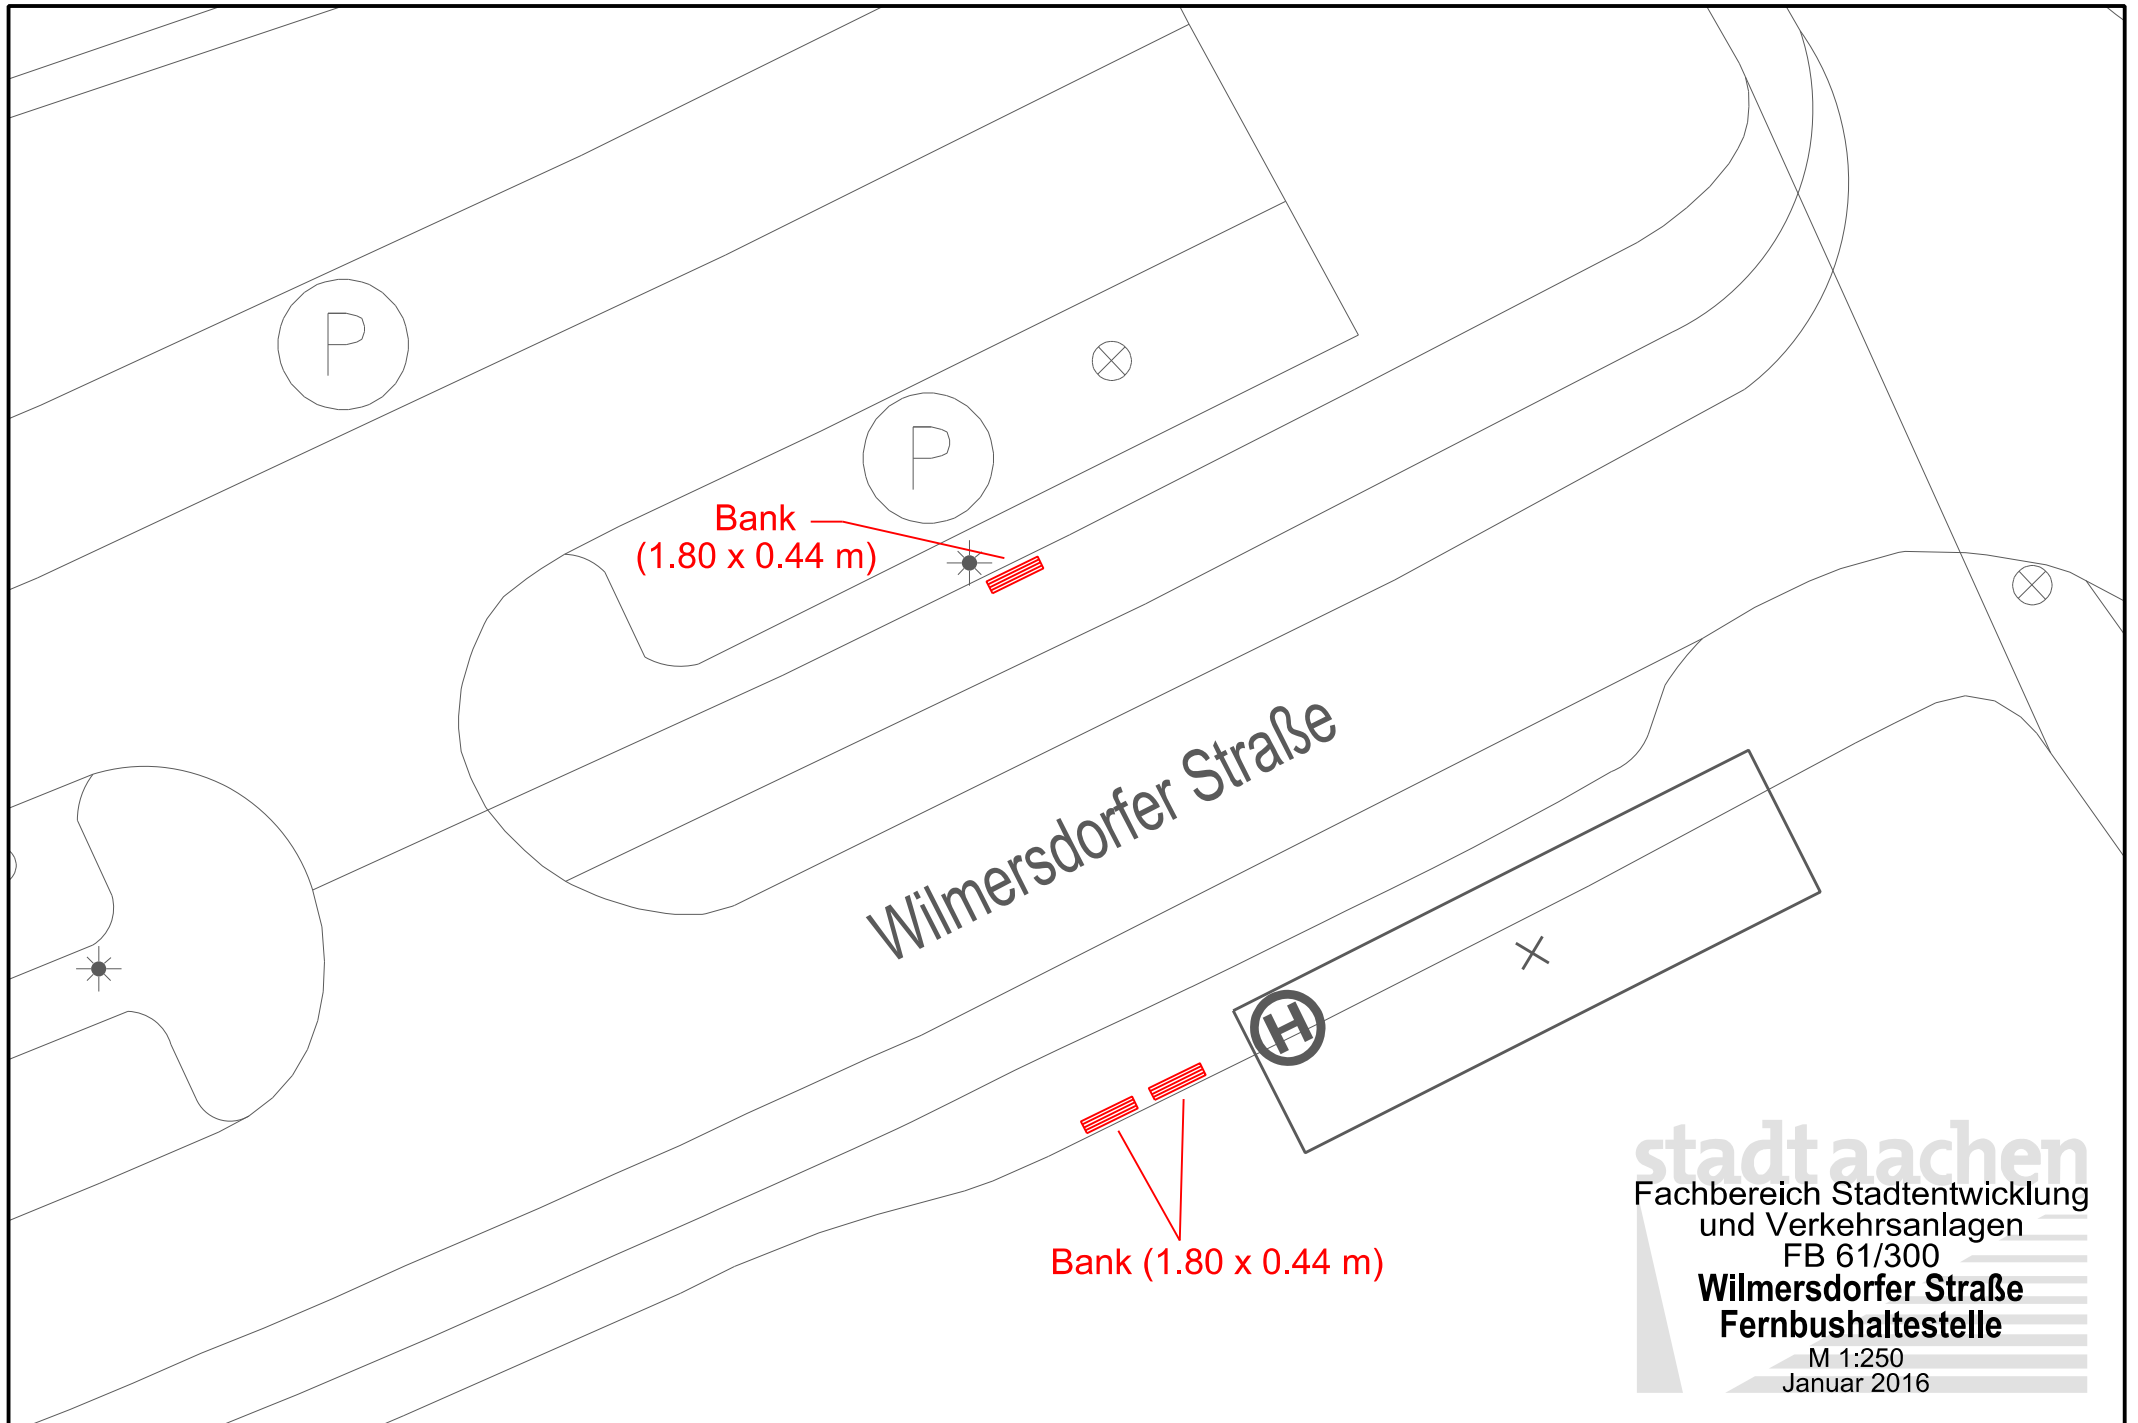 P
P
Bank
(1.80 x 0.44 m)
Wilmersdorfer Straße
H
Bank (1.80 x 0.44 m)
stadt aachen
Fachbereich Stadtentwicklung
und Verkehrsanlagen
FB 61/300
Wilmersdorfer Straße
Fernbushaltestelle
M 1:250
Januar 2016